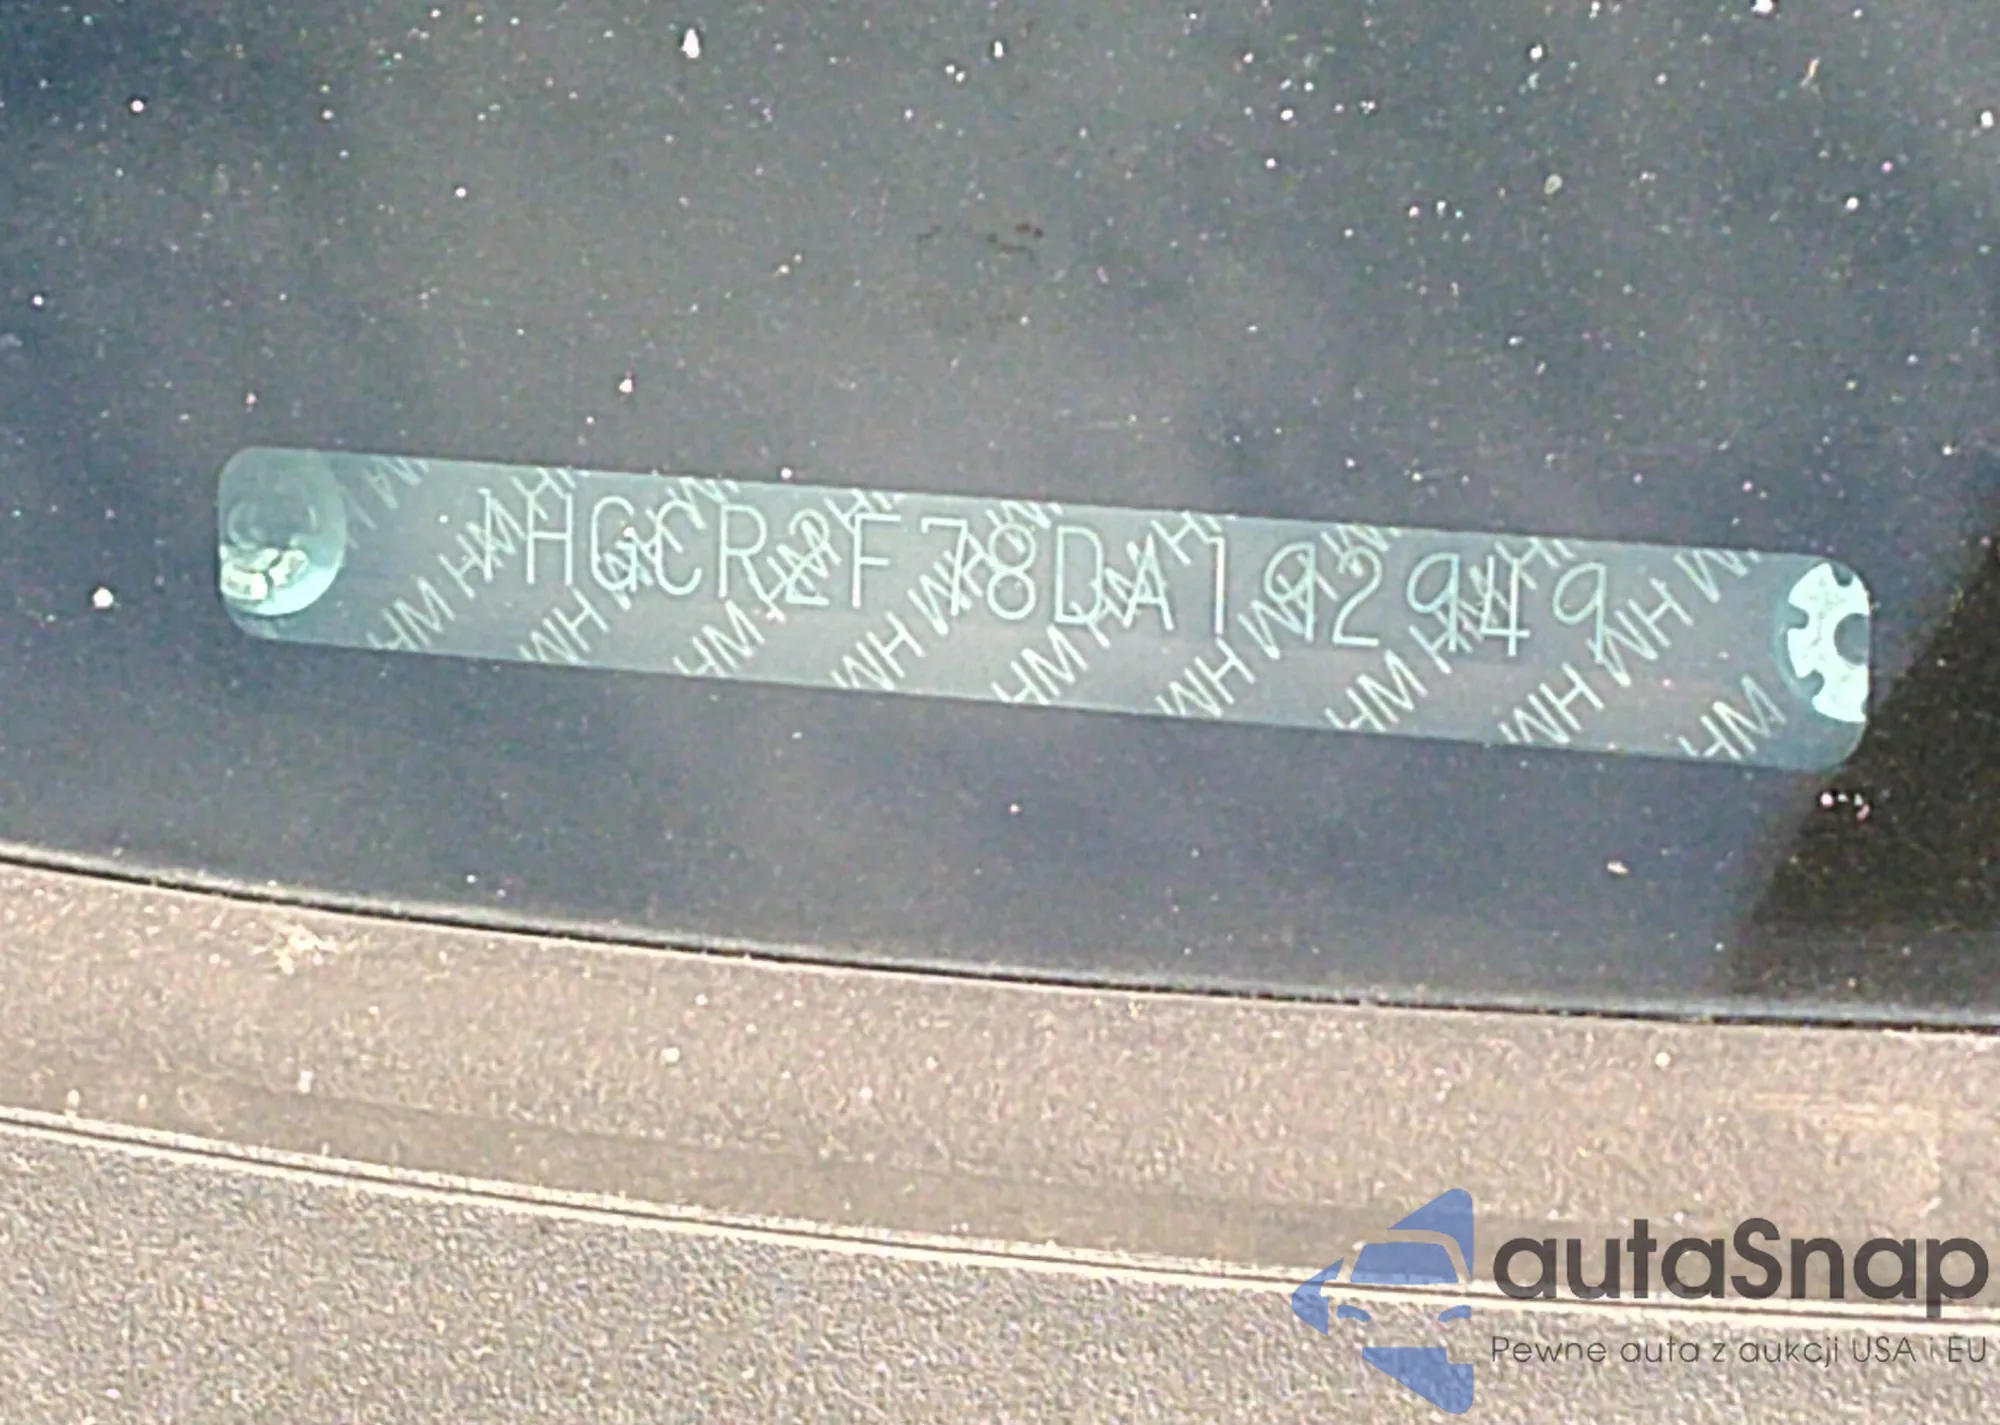 1HGCR2F78DA192949
autaSnap
Pewne auta z aukcji USA i EU